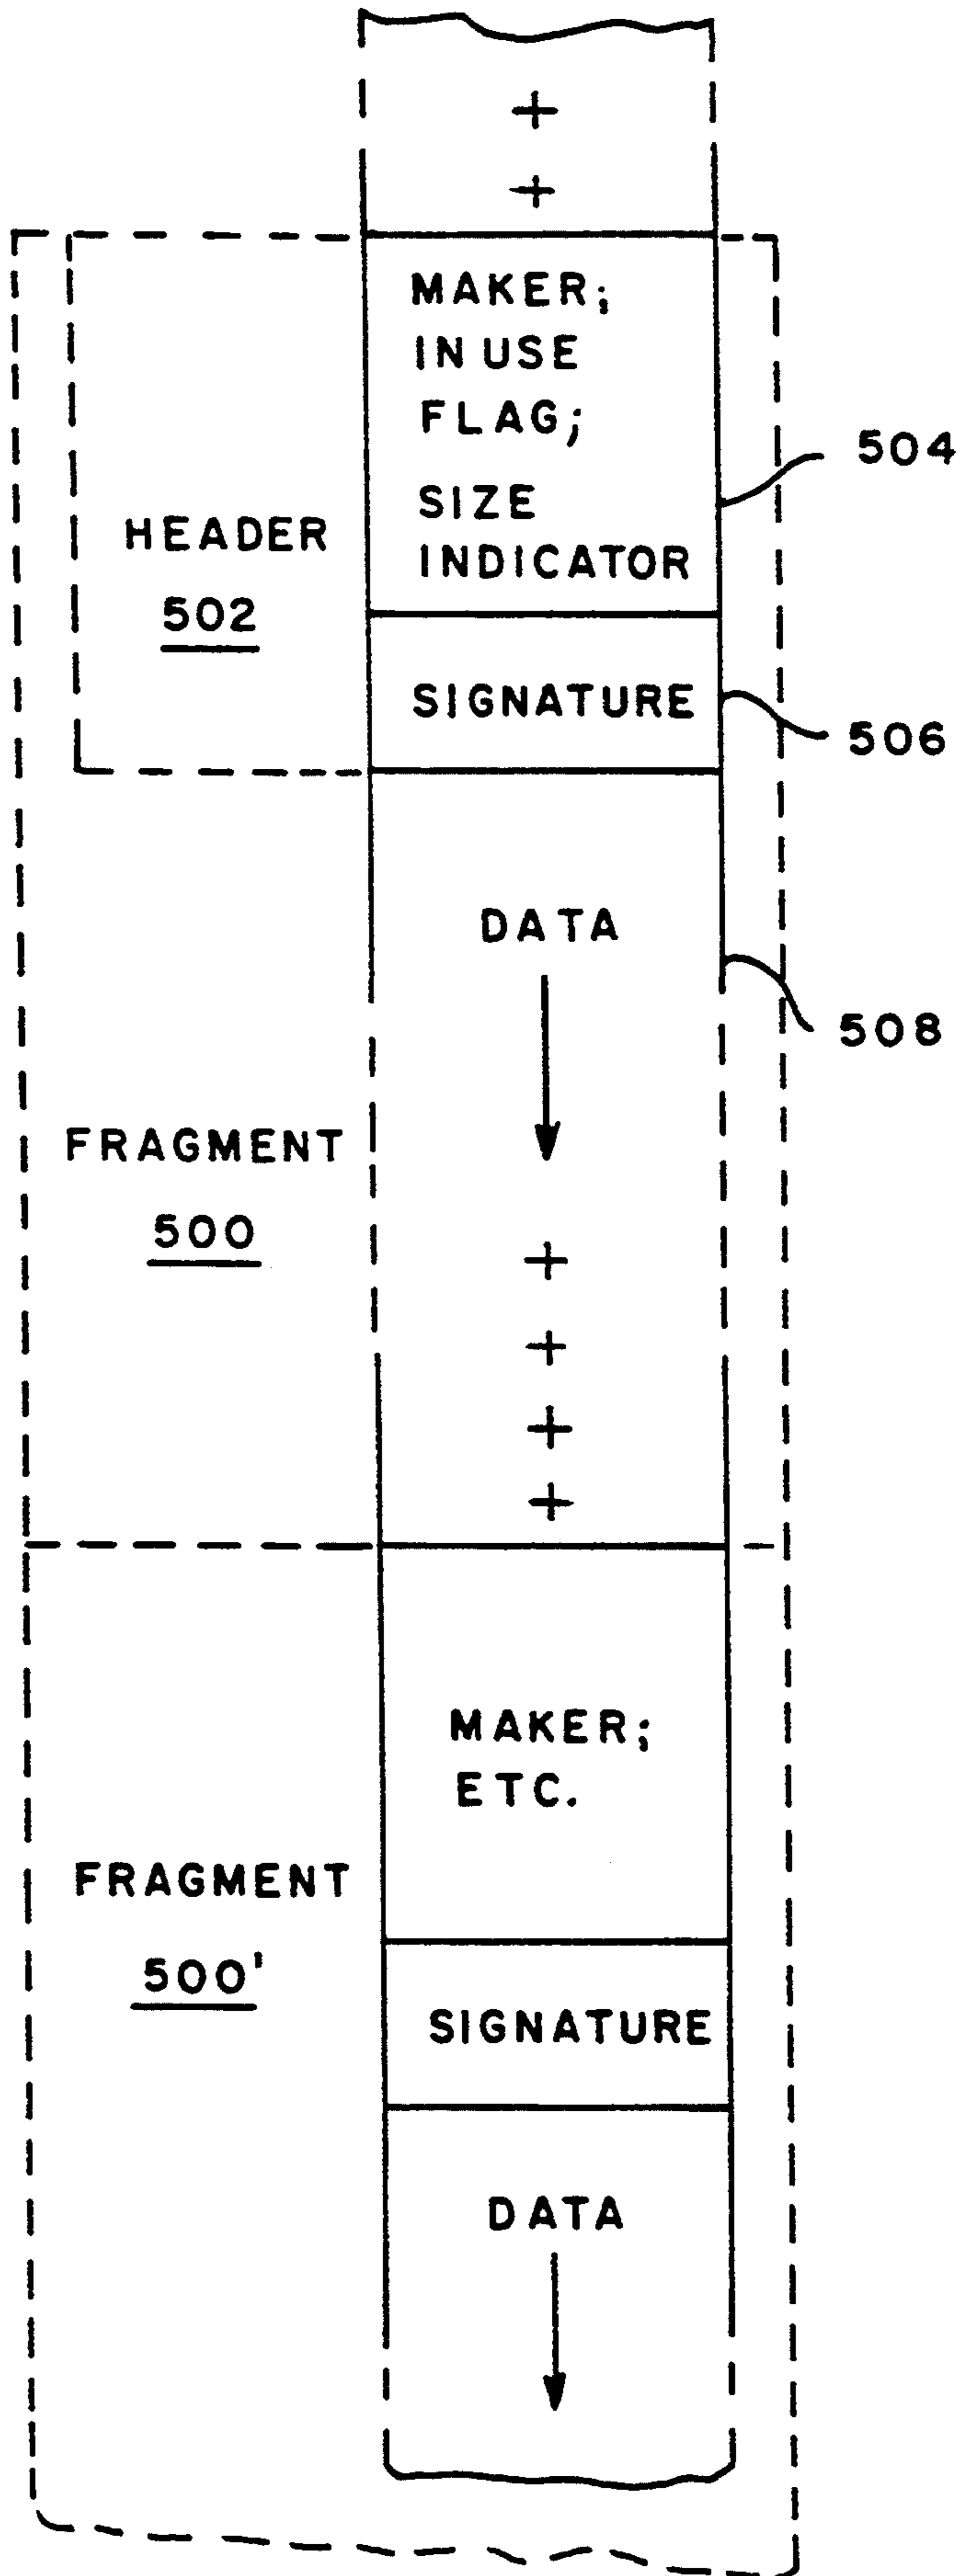 MAKER;
IN USE
FLAG;
504
SIZE
INDICATOR
HEADER
502
SIGNATURE
506
DATA
508
FRAGMENT
500
MAKER;
ETC.
FRAGMENT
500'
SIGNATURE
DATA